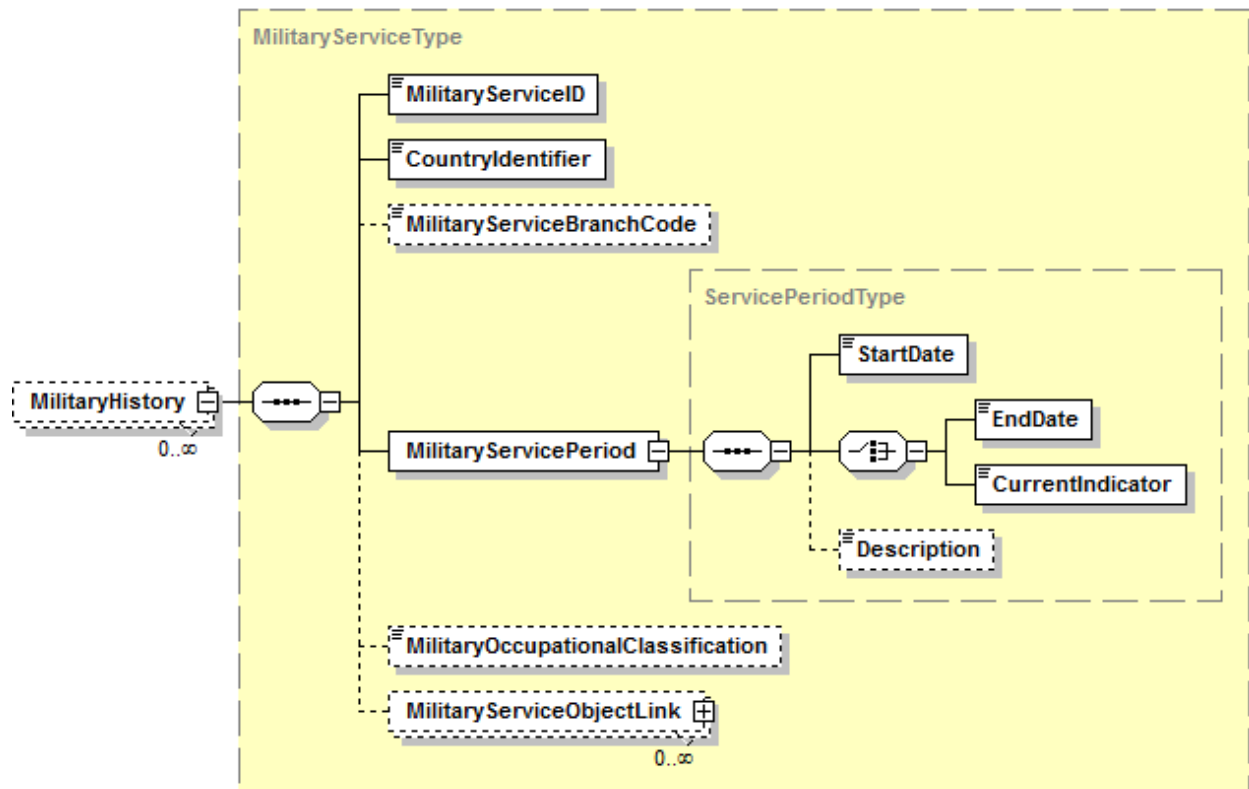 MilitaryServiceType
MilitaryServiceID
CountryIdentifier
MilitaryServiceBranchCode
ServicePeriodType
StartDate
MilitaryHistory
0..∞
EndDate
MilitaryServicePeriod
CurrentIndicator
Description
MilitaryOccupationalClassification
MilitaryServiceObjectLink
0..∞